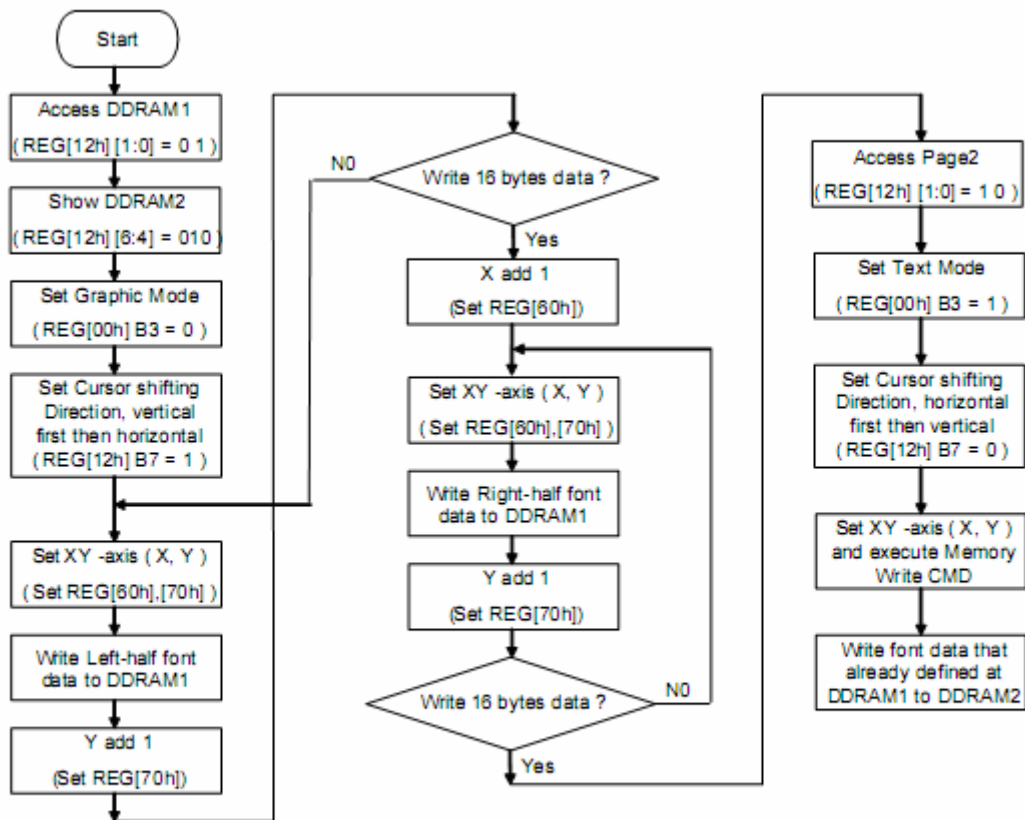 Start
Access DDRAM1
( REG[12h] [1:0] = 0 1 )
Show DDRAM2
( REG[12h] [6:4] = 010 )
Set Graphic Mode
( REG[00h] B3 = 0 )
Set Cursor shifting
Direction, vertical
first then horizontal
( REG[12h] B7 = 1 )
Set XY -axis ( X, Y )
( Set REG[60h],[70h] )
Write Left-half font
data to DDRAM1
Y add 1
(Set REG[70h])
Write 16 bytes data ?
N0
Yes
X add 1
(Set REG[60h])
Set XY -axis ( X, Y )
( Set REG[60h],[70h] )
Write Right-half font
data to DDRAM1
Y add 1
(Set REG[70h])
Write 16 bytes data ?
N0
Yes
Access Page2
( REG[12h] [1:0] = 1 0 )
Set Text Mode
( REG[00h] B3 = 1 )
Set Cursor shifting
Direction, horizontal
first then vertical
( REG[12h] B7 = 0 )
Set XY -axis ( X, Y )
and execute Memory
Write CMD
Write font data that
already defined at
DDRAM1 to DDRAM2